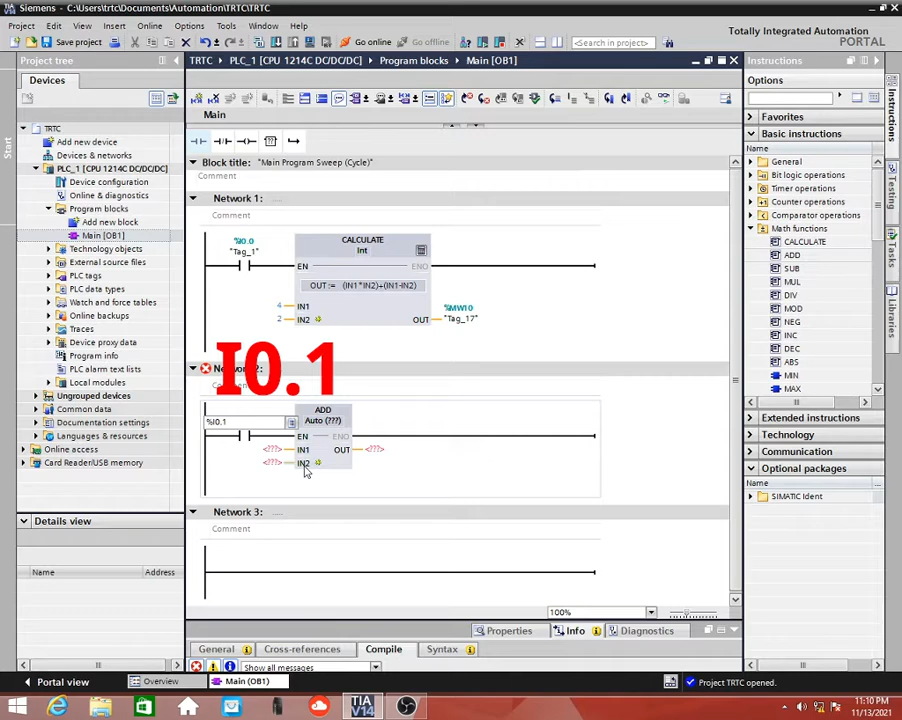 Siemens - C:\Users\trtc\Documents\Automation\TRTC\TRTC
Project Edit View Insert Online Options Tools Window Help
Totally Integrated Automation
PORTAL
Save project
Go online
Go offline
<Search in project>
Project tree
TRTC ▸ PLC_1 [CPU 1214C DC/DC/DC] ▸ Program blocks ▸ Main [OB1]
Instructions
Devices
Options
Main
Favorites
Basic instructions
Name
General
Bit logic operations
Timer operations
Counter operations
Comparator operations
Math functions
CALCULATE
ADD
SUB
MUL
DIV
MOD
NEG
INC
DEC
ABS
MIN
MAX
Extended instructions
Technology
Communication
Optional packages
SIMATIC Ident
Instructions
Testing
Tasks
Libraries
Start
TRTC
Add new device
Devices & networks
PLC_1 [CPU 1214C DC/DC/DC]
Device configuration
Online & diagnostics
Program blocks
Add new block
Main [OB1]
Technology objects
External source files
PLC tags
PLC data types
Watch and force tables
Online backups
Traces
Device proxy data
Program info
PLC alarm text lists
Local modules
Ungrouped devices
Common data
Documentation settings
Languages & resources
Online access
Card Reader/USB memory
Details view
Name Address
Block title: "Main Program Sweep (Cycle)"
Comment
Network 1: .....
Comment
%I0.0
"Tag_1"
CALCULATE
Int
EN ENO
OUT := (IN1*IN2)+(IN1-IN2)
4 IN1
2 IN2
OUT
%MW10
"Tag_17"
I0.1
%I0.1
ADD
Auto (???)
EN ENO
<???> IN1 OUT <???>
<???> IN2
Network 3: .....
Comment
100%
Properties Info Diagnostics
General Cross-references Compile Syntax
Show all messages
Portal view Overview Main (OB1)
Project TRTC opened.
TIA
V14
11:10 PM
11/13/2021